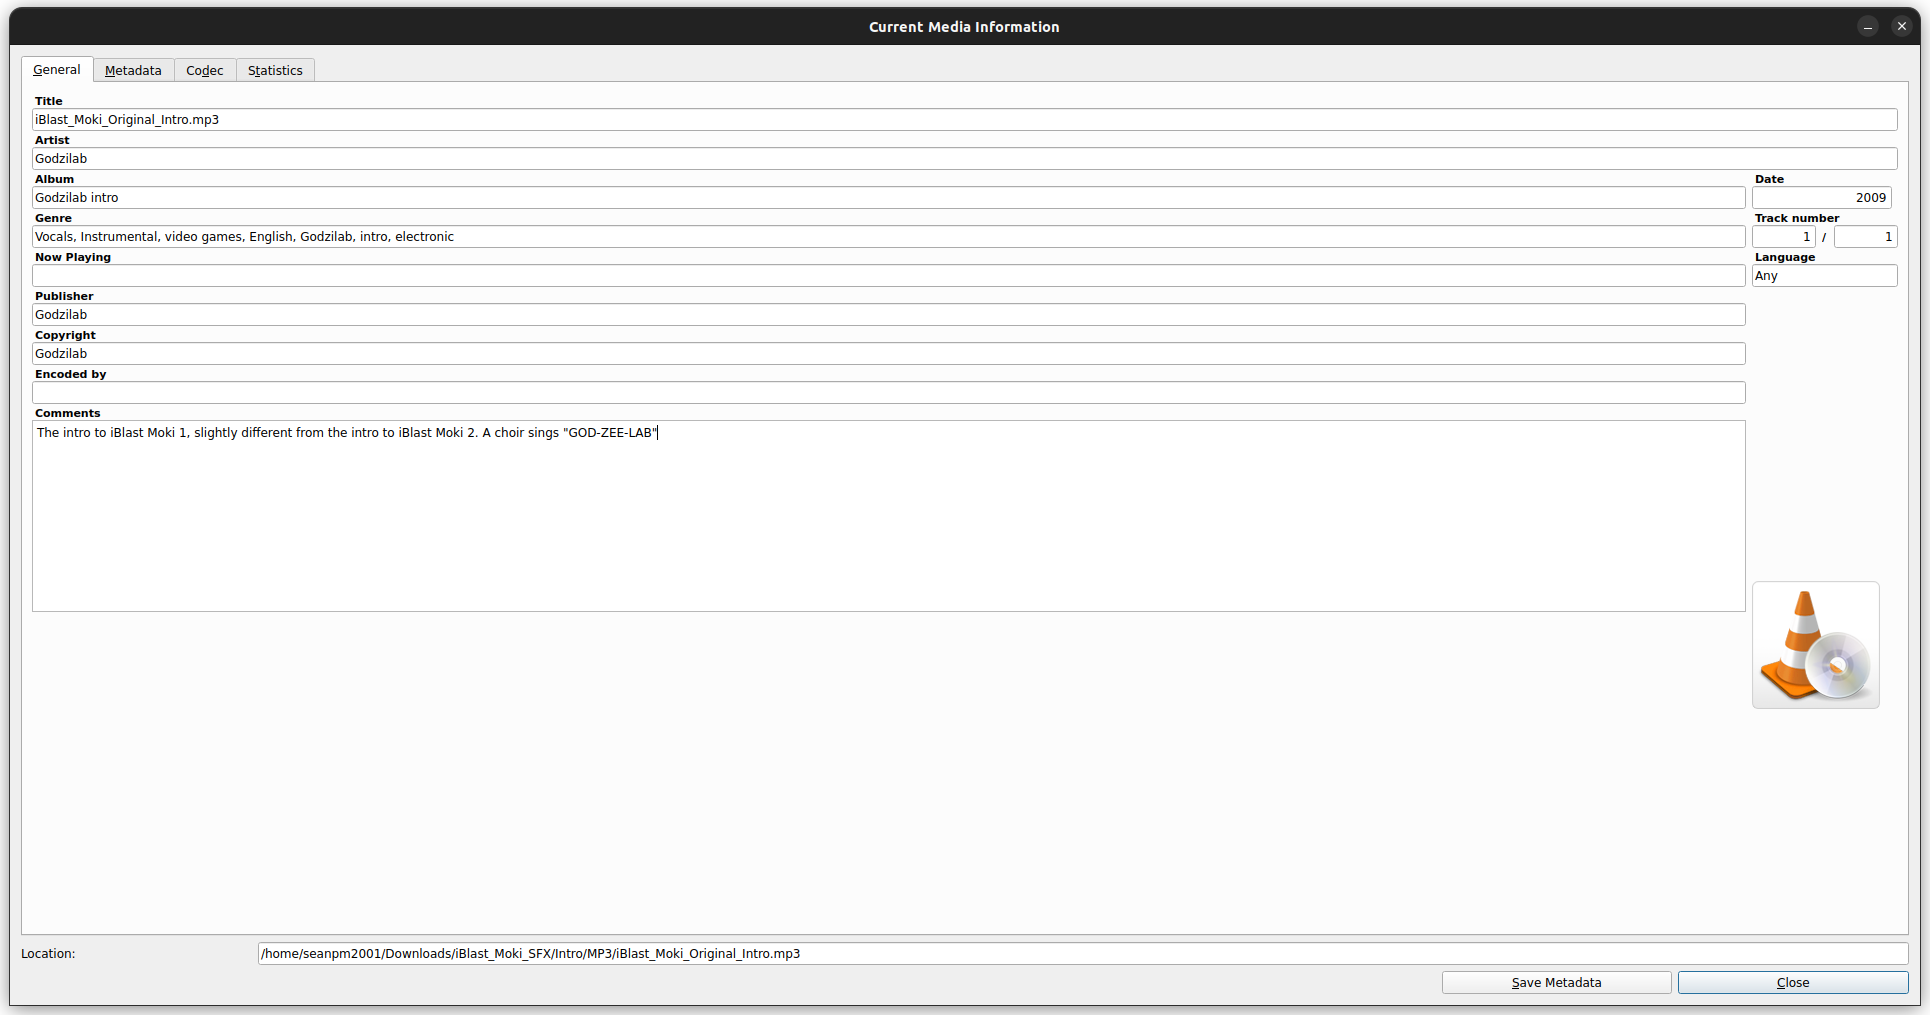 Current Media Information
General Metadata Codec Statistics
Title
iBlast_Moki_Original_Intro.mp3
Artist
Godzilab
Album
Godzilab intro
Date
2009
Genre
Vocals, Instrumental, video games, English, Godzilab, intro, electronic
Track number
1 / 1
Now Playing
Language
Any
Publisher
Godzilab
Copyright
Godzilab
Encoded by
Comments
The intro to iBlast Moki 1, slightly different from the intro to iBlast Moki 2. A choir sings "GOD-ZEE-LAB"
Location: /home/seanpm2001/Downloads/iBlast_Moki_SFX/Intro/MP3/iBlast_Moki_Original_Intro.mp3
Save Metadata Close